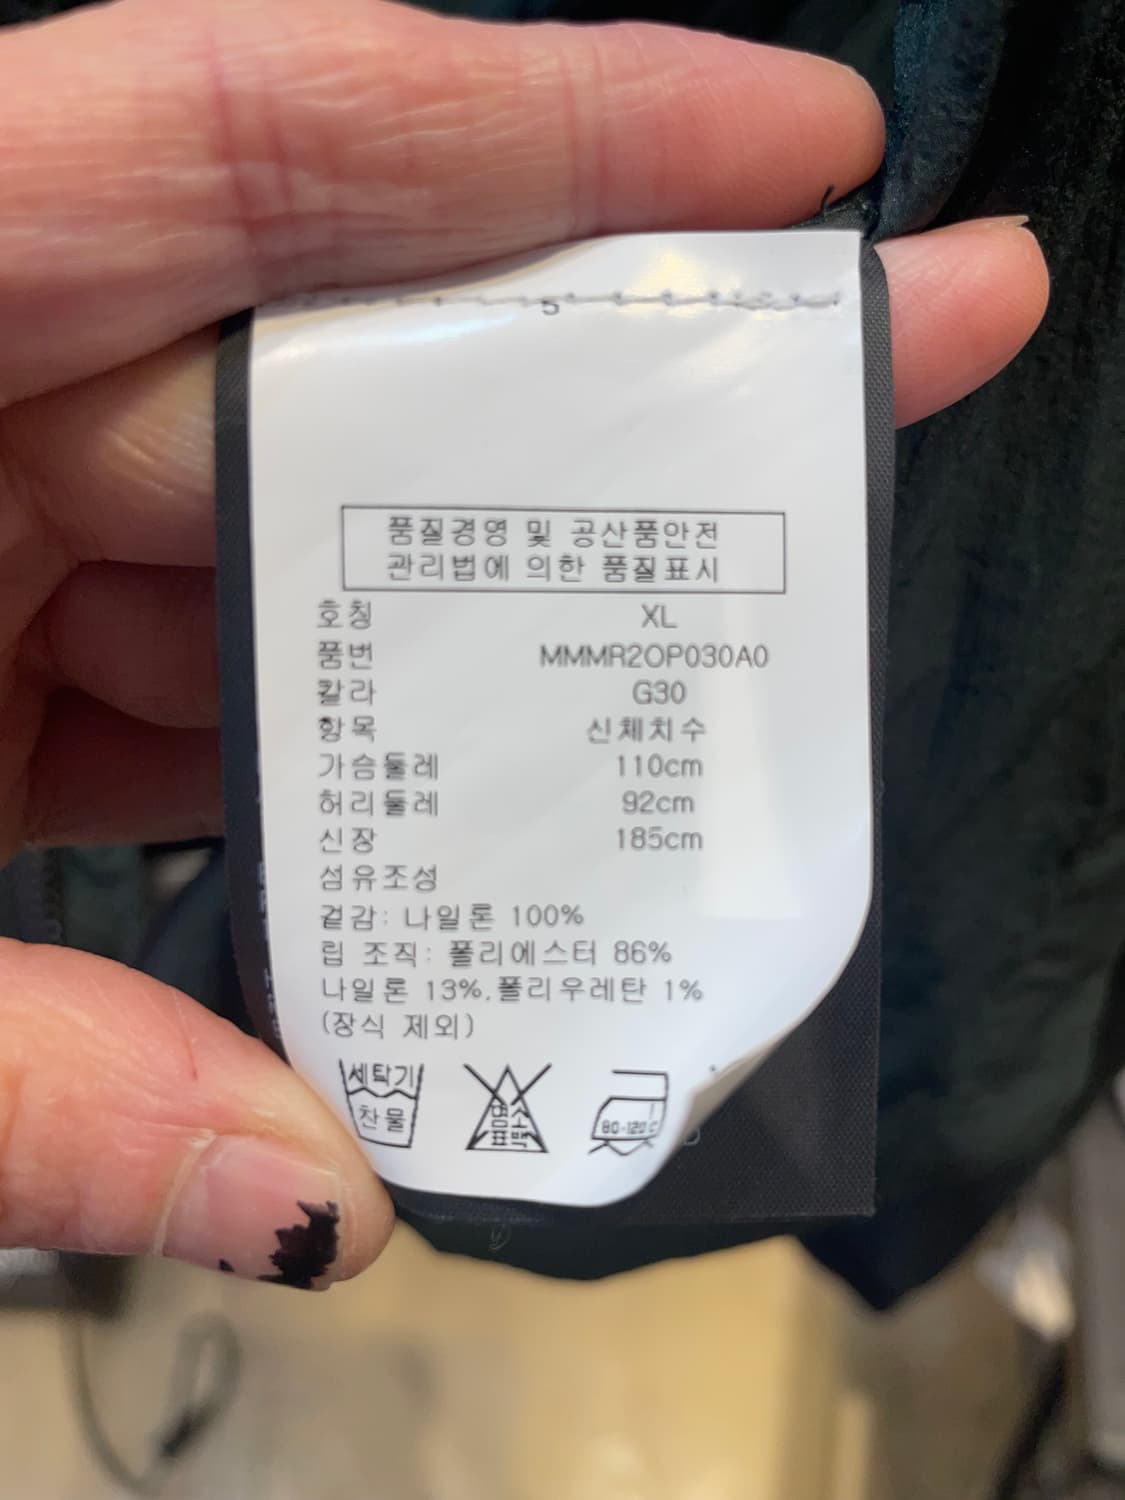 5
품질경영 및 공산품안전
관리법에 의한 품질표시
호칭 XL
품번 MMMR2OP030A0
칼라 G30
항목 신체치수
가슴둘레 110cm
허리둘레 92cm
신장 185cm
섬유조성
겉감: 나일론 100%
립 조직: 폴리에스터 86%
나일론 13%,폴리우레탄 1%
(장식 제외)
세탁기
찬물
염소
표백
80-120℃